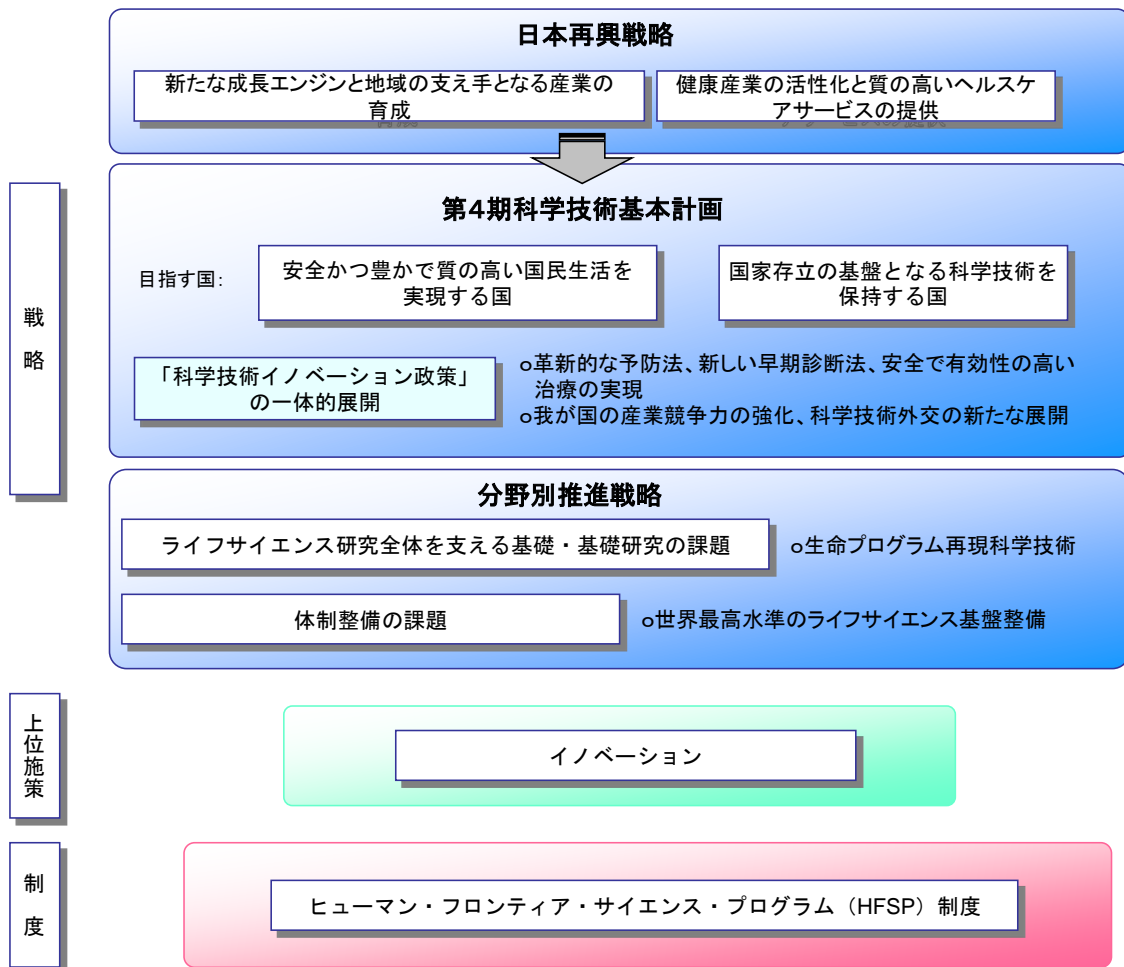 日本再興戦略
新たな成長エンジンと地域の支え手となる産業の
育成
健康産業の活性化と質の高いヘルスケ
アサービスの提供
戦略
第4期科学技術基本計画
目指す国：
安全かつ豊かで質の高い国民生活を
実現する国
国家存立の基盤となる科学技術を
保持する国
「科学技術イノベーション政策」
の一体的展開
o革新的な予防法、新しい早期診断法、安全で有効性の高い
治療の実現
o我が国の産業競争力の強化、科学技術外交の新たな展開
分野別推進戦略
ライフサイエンス研究全体を支える基礎・基礎研究の課題
o生命プログラム再現科学技術
体制整備の課題
o世界最高水準のライフサイエンス基盤整備
上位施策
イノベーション
制度
ヒューマン・フロンティア・サイエンス・プログラム（HFSP）制度